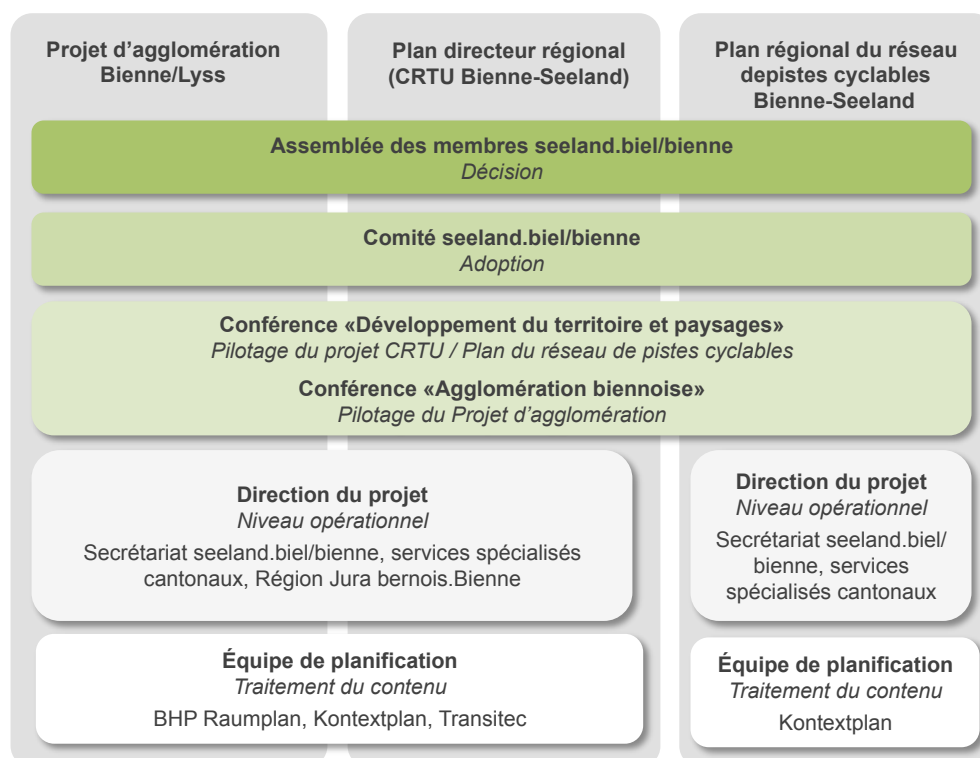 Projet d’agglomération
Bienne/Lyss
Plan directeur régional
(CRTU Bienne-Seeland)
Plan régional du réseau
depistes cyclables
Bienne-Seeland
Assemblée des membres seeland.biel/bienne
Décision
Comité seeland.biel/bienne
Adoption
Conférence «Développement du territoire et paysages»
Pilotage du projet CRTU / Plan du réseau de pistes cyclables
Conférence «Agglomération biennoise»
Pilotage du Projet d’agglomération
Direction du projet
Niveau opérationnel
Secrétariat seeland.biel/bienne, services spécialisés
cantonaux, Région Jura bernois.Bienne
Direction du projet
Niveau opérationnel
Secrétariat seeland.biel/
bienne, services
spécialisés cantonaux
Équipe de planification
Traitement du contenu
BHP Raumplan, Kontextplan, Transitec
Équipe de planification
Traitement du contenu
Kontextplan